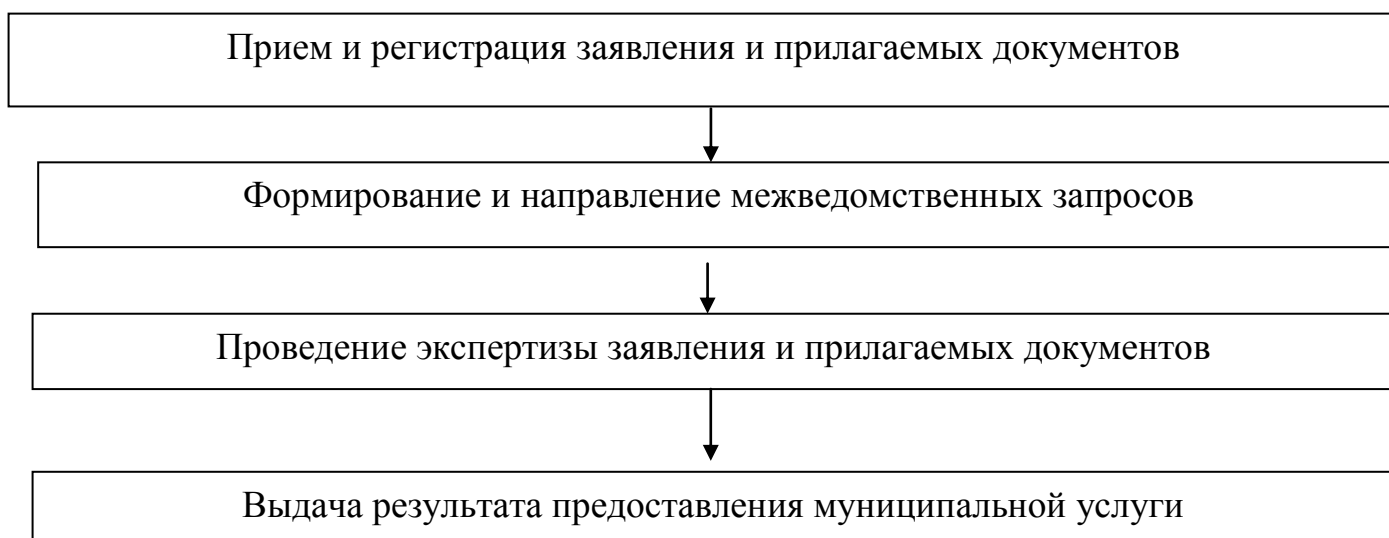 Прием и регистрация заявления и прилагаемых документов
Формирование и направление межведомственных запросов
Проведение экспертизы заявления и прилагаемых документов
Выдача результата предоставления муниципальной услуги